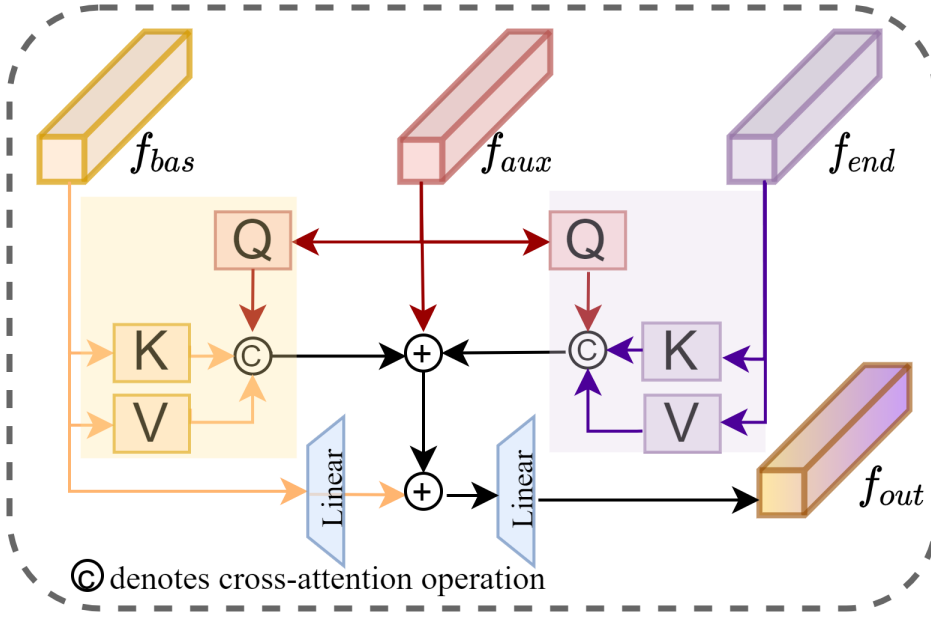 f_bas f_aux f_end
Q Q
K © + © K
V V
Linear + Linear f_out
© denotes cross-attention operation